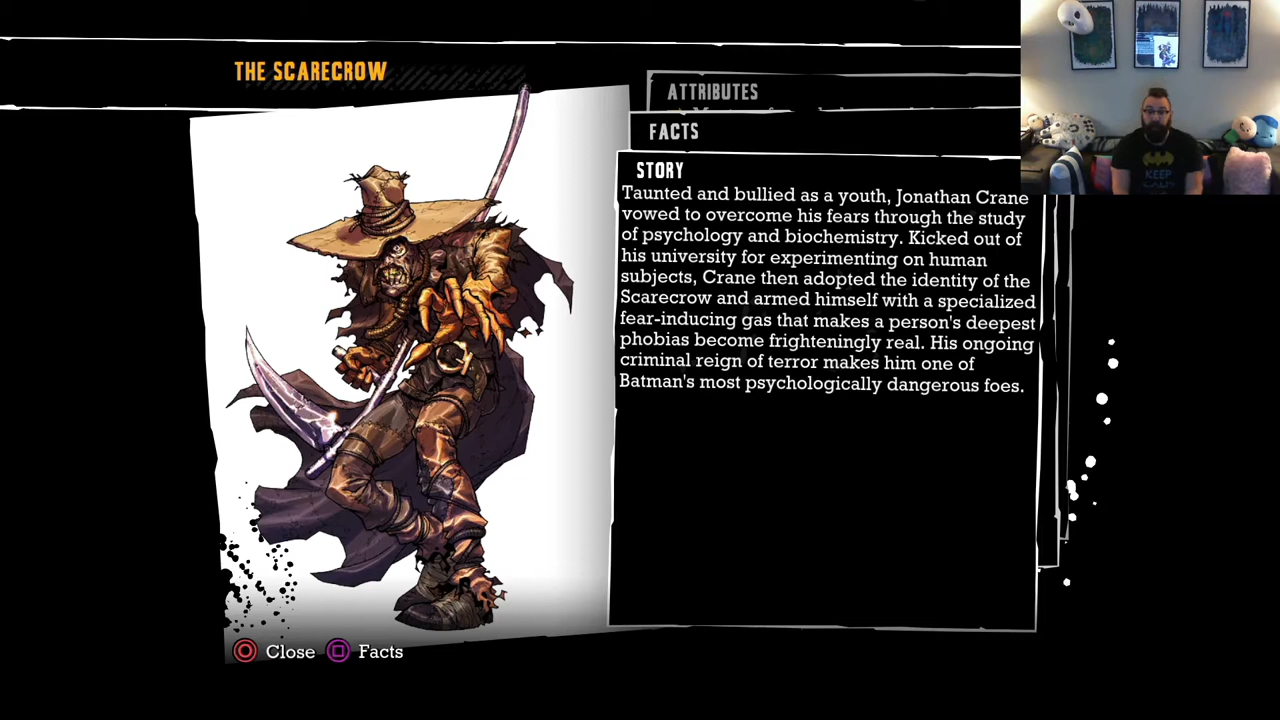 THE SCARECROW
ATTRIBUTES
FACTS
STORY
Taunted and bullied as a youth, Jonathan Crane
vowed to overcome his fears through the study
of psychology and biochemistry. Kicked out of
his university for experimenting on human
subjects, Crane then adopted the identity of the
Scarecrow and armed himself with a specialized
fear-inducing gas that makes a person's deepest
phobias become frighteningly real. His ongoing
criminal reign of terror makes him one of
Batman's most psychologically dangerous foes.
Close
Facts
KEEP
CALM